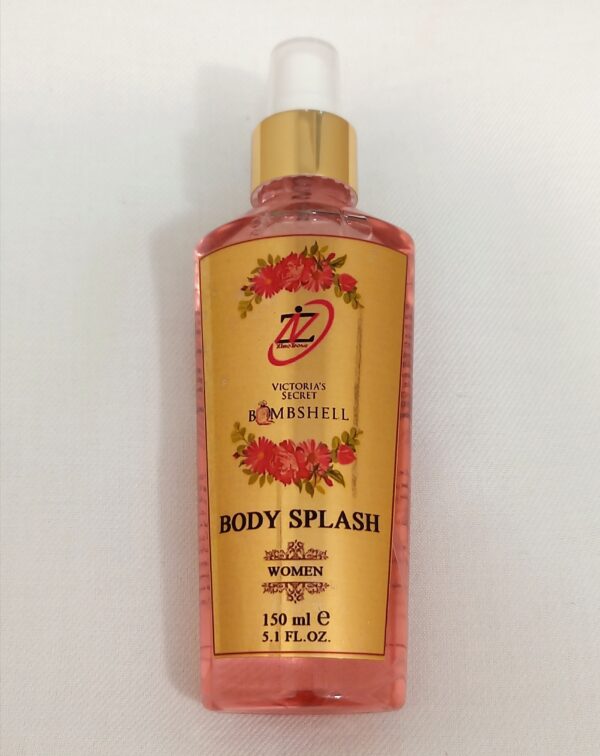 VICTORIA'S
SECRET
BOMBSHELL
BODY SPLASH
WOMEN
150 ml e
5.1 FL.OZ.